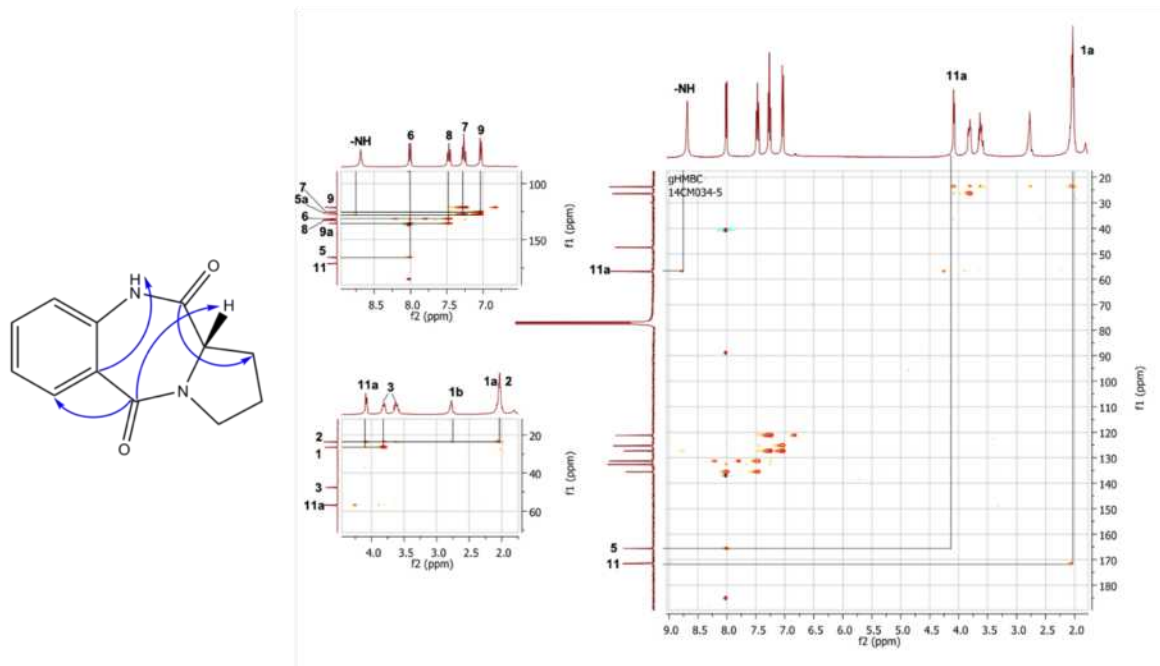 H
N
O
H
N
O
-NH
6
8
7
9
7
5a
9
6
8
9a
5
11
100
150
f1 (ppm)
8.5
8.0
7.5
7.0
f2 (ppm)
11a
3
1b
1a
2
2
1
3
11a
20
40
60
f1 (ppm)
4.0
3.5
3.0
2.5
2.0
f2 (ppm)
-NH
11a
1a
gHMBC
14CM034-5
11a
5
11
20
30
40
50
60
70
80
90
100
110
120
130
140
150
160
170
180
f1 (ppm)
9.0 8.5 8.0 7.5 7.0 6.5 6.0 5.5 5.0 4.5 4.0 3.5 3.0 2.5 2.0
f2 (ppm)